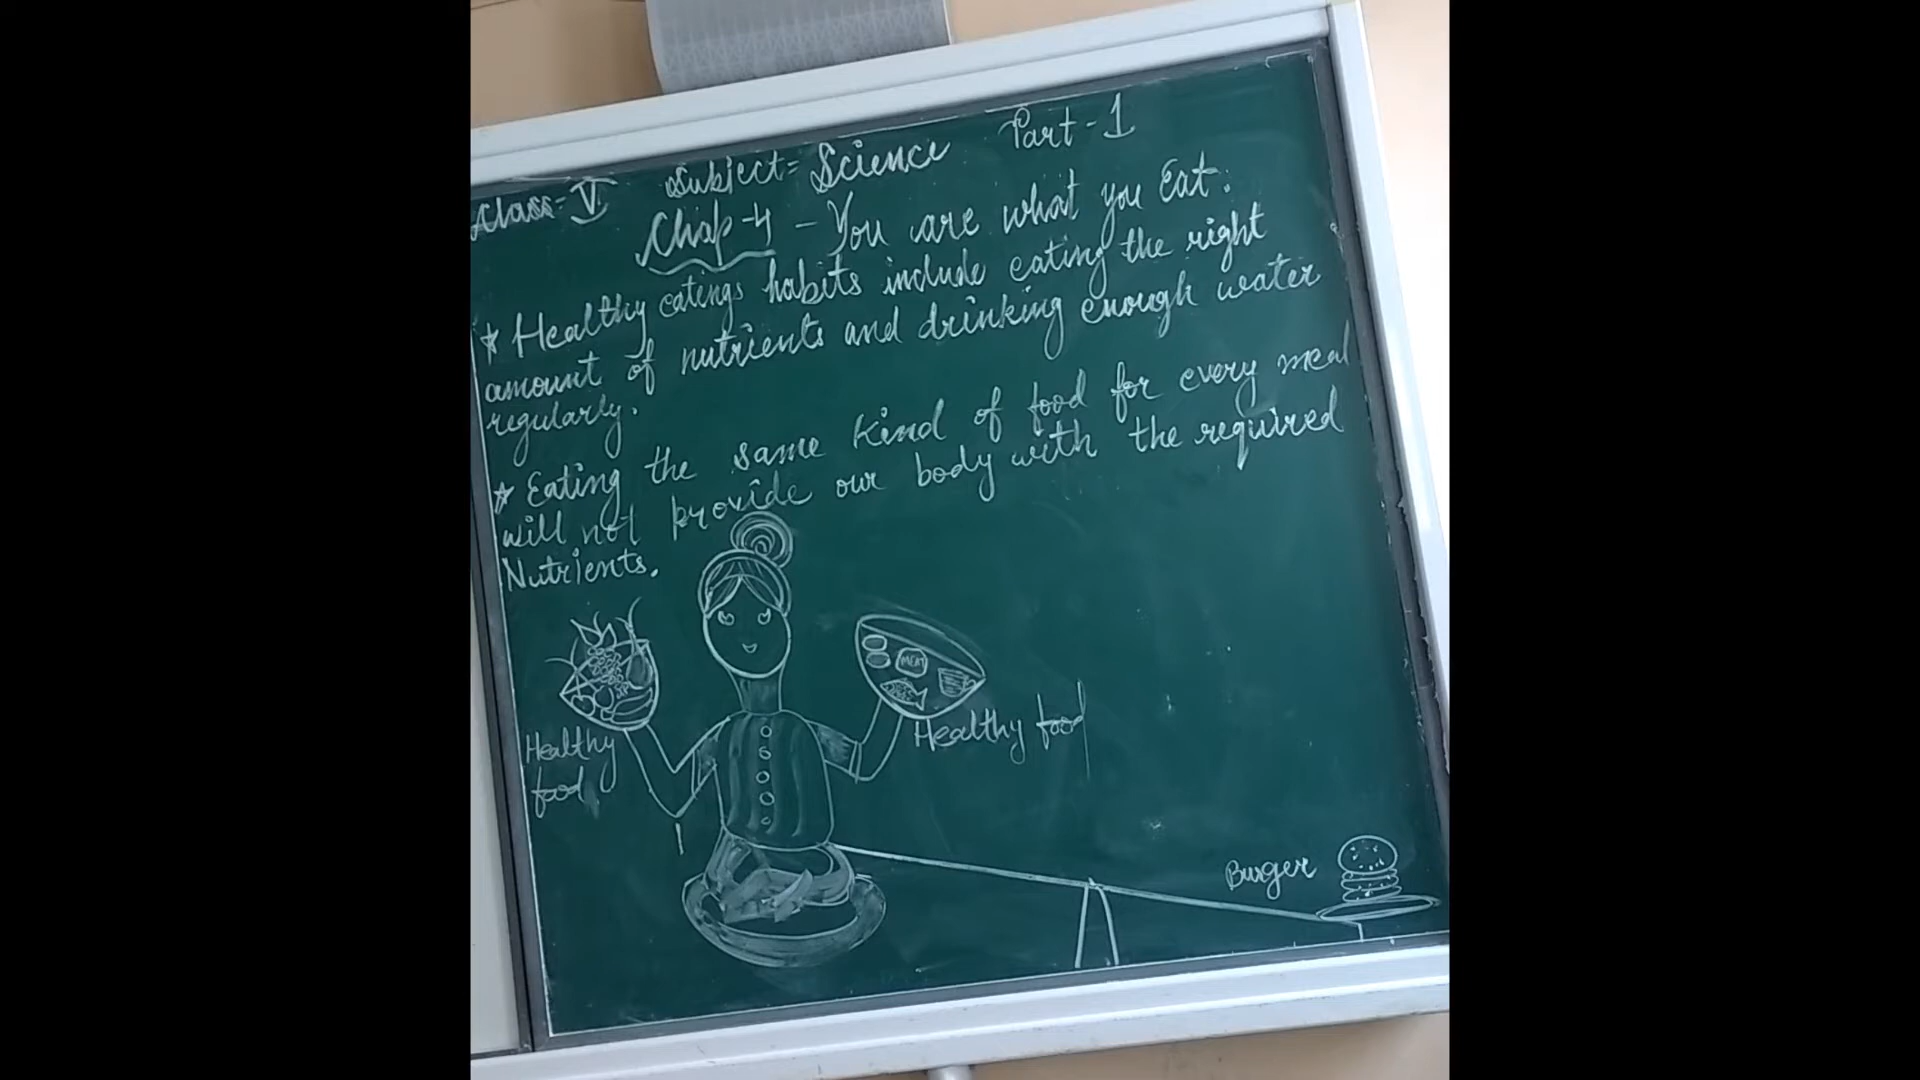 Class- V Subject= Science Part-1
Chap-4 - You are what you Eat.
* Healthy eatings habits include eating the right
amount of nutrients and drinking enough water
regularly.
* Eating the same kind of food for every meal
will not provide our body with the required
Nutrients.
MEAT
Healthy
food
Healthy food
Burger